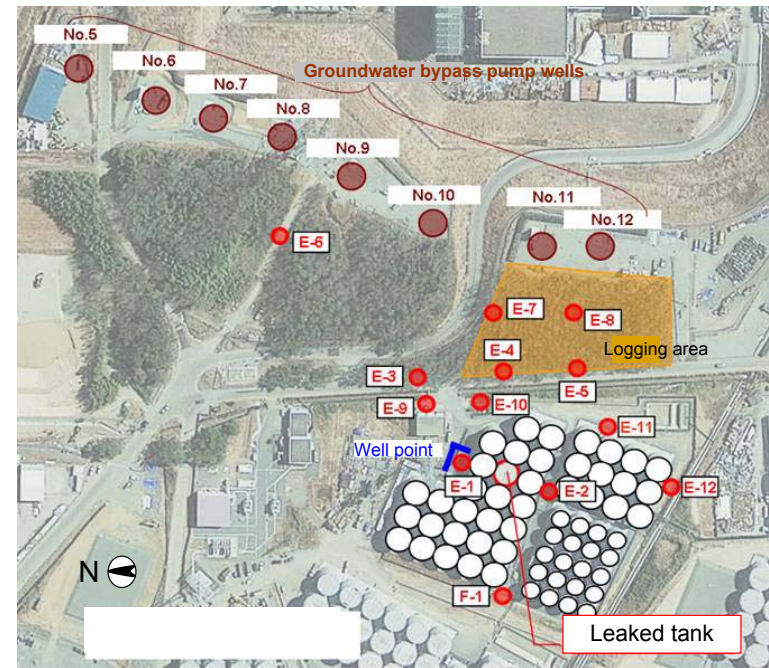 No.5
No.6
No.7
Groundwater bypass pump wells
No.8
No.9
No.10
No.11
No.12
E-6
E-7
E-8
Logging area
E-4
E-3
E-5
E-9
E-10
E-11
Well point
E-1
E-2
E-12
N
F-1
Leaked tank